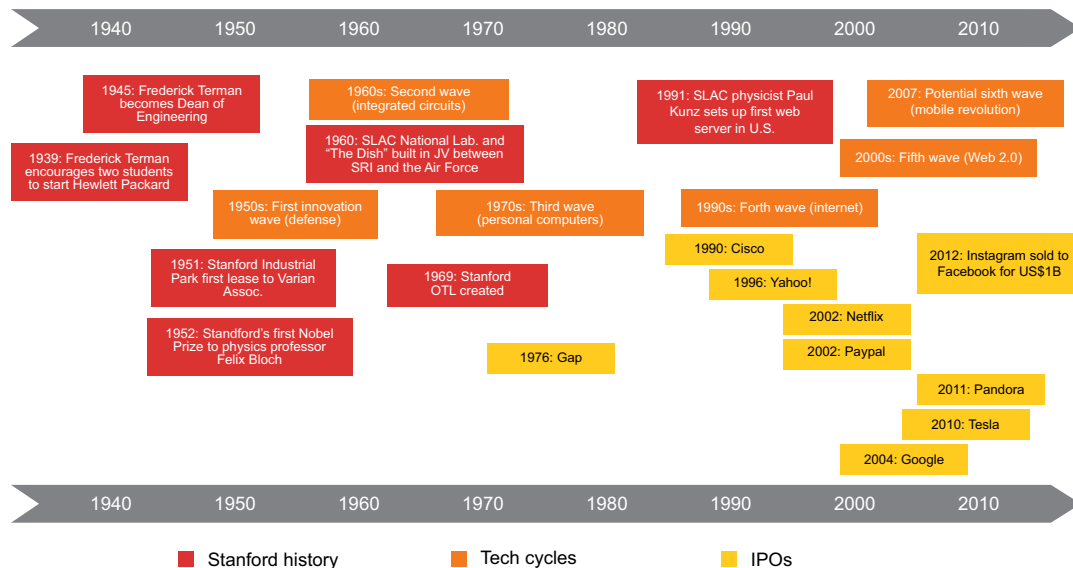 1940 1950 1960 1970 1980 1990 2000 2010
1945: Frederick Terman
becomes Dean of
Engineering
1960s: Second wave
(integrated circuits)
1991: SLAC physicist Paul
Kunz sets up first web
server in U.S.
2007: Potential sixth wave
(mobile revolution)
1939: Frederick Terman
encourages two students
to start Hewlett Packard
1960: SLAC National Lab. and
“The Dish” built in JV between
SRI and the Air Force
2000s: Fifth wave (Web 2.0)
1950s: First innovation
wave (defense)
1970s: Third wave
(personal computers)
1990s: Forth wave (internet)
1951: Stanford Industrial
Park first lease to Varian
Assoc.
1969: Stanford
OTL created
1990: Cisco
2012: Instagram sold to
Facebook for US$1B
1996: Yahoo!
1952: Standford’s first Nobel
Prize to physics professor
Felix Bloch
2002: Netflix
1976: Gap
2002: Paypal
2011: Pandora
2010: Tesla
2004: Google
1940 1950 1960 1970 1980 1990 2000 2010
Stanford history Tech cycles IPOs